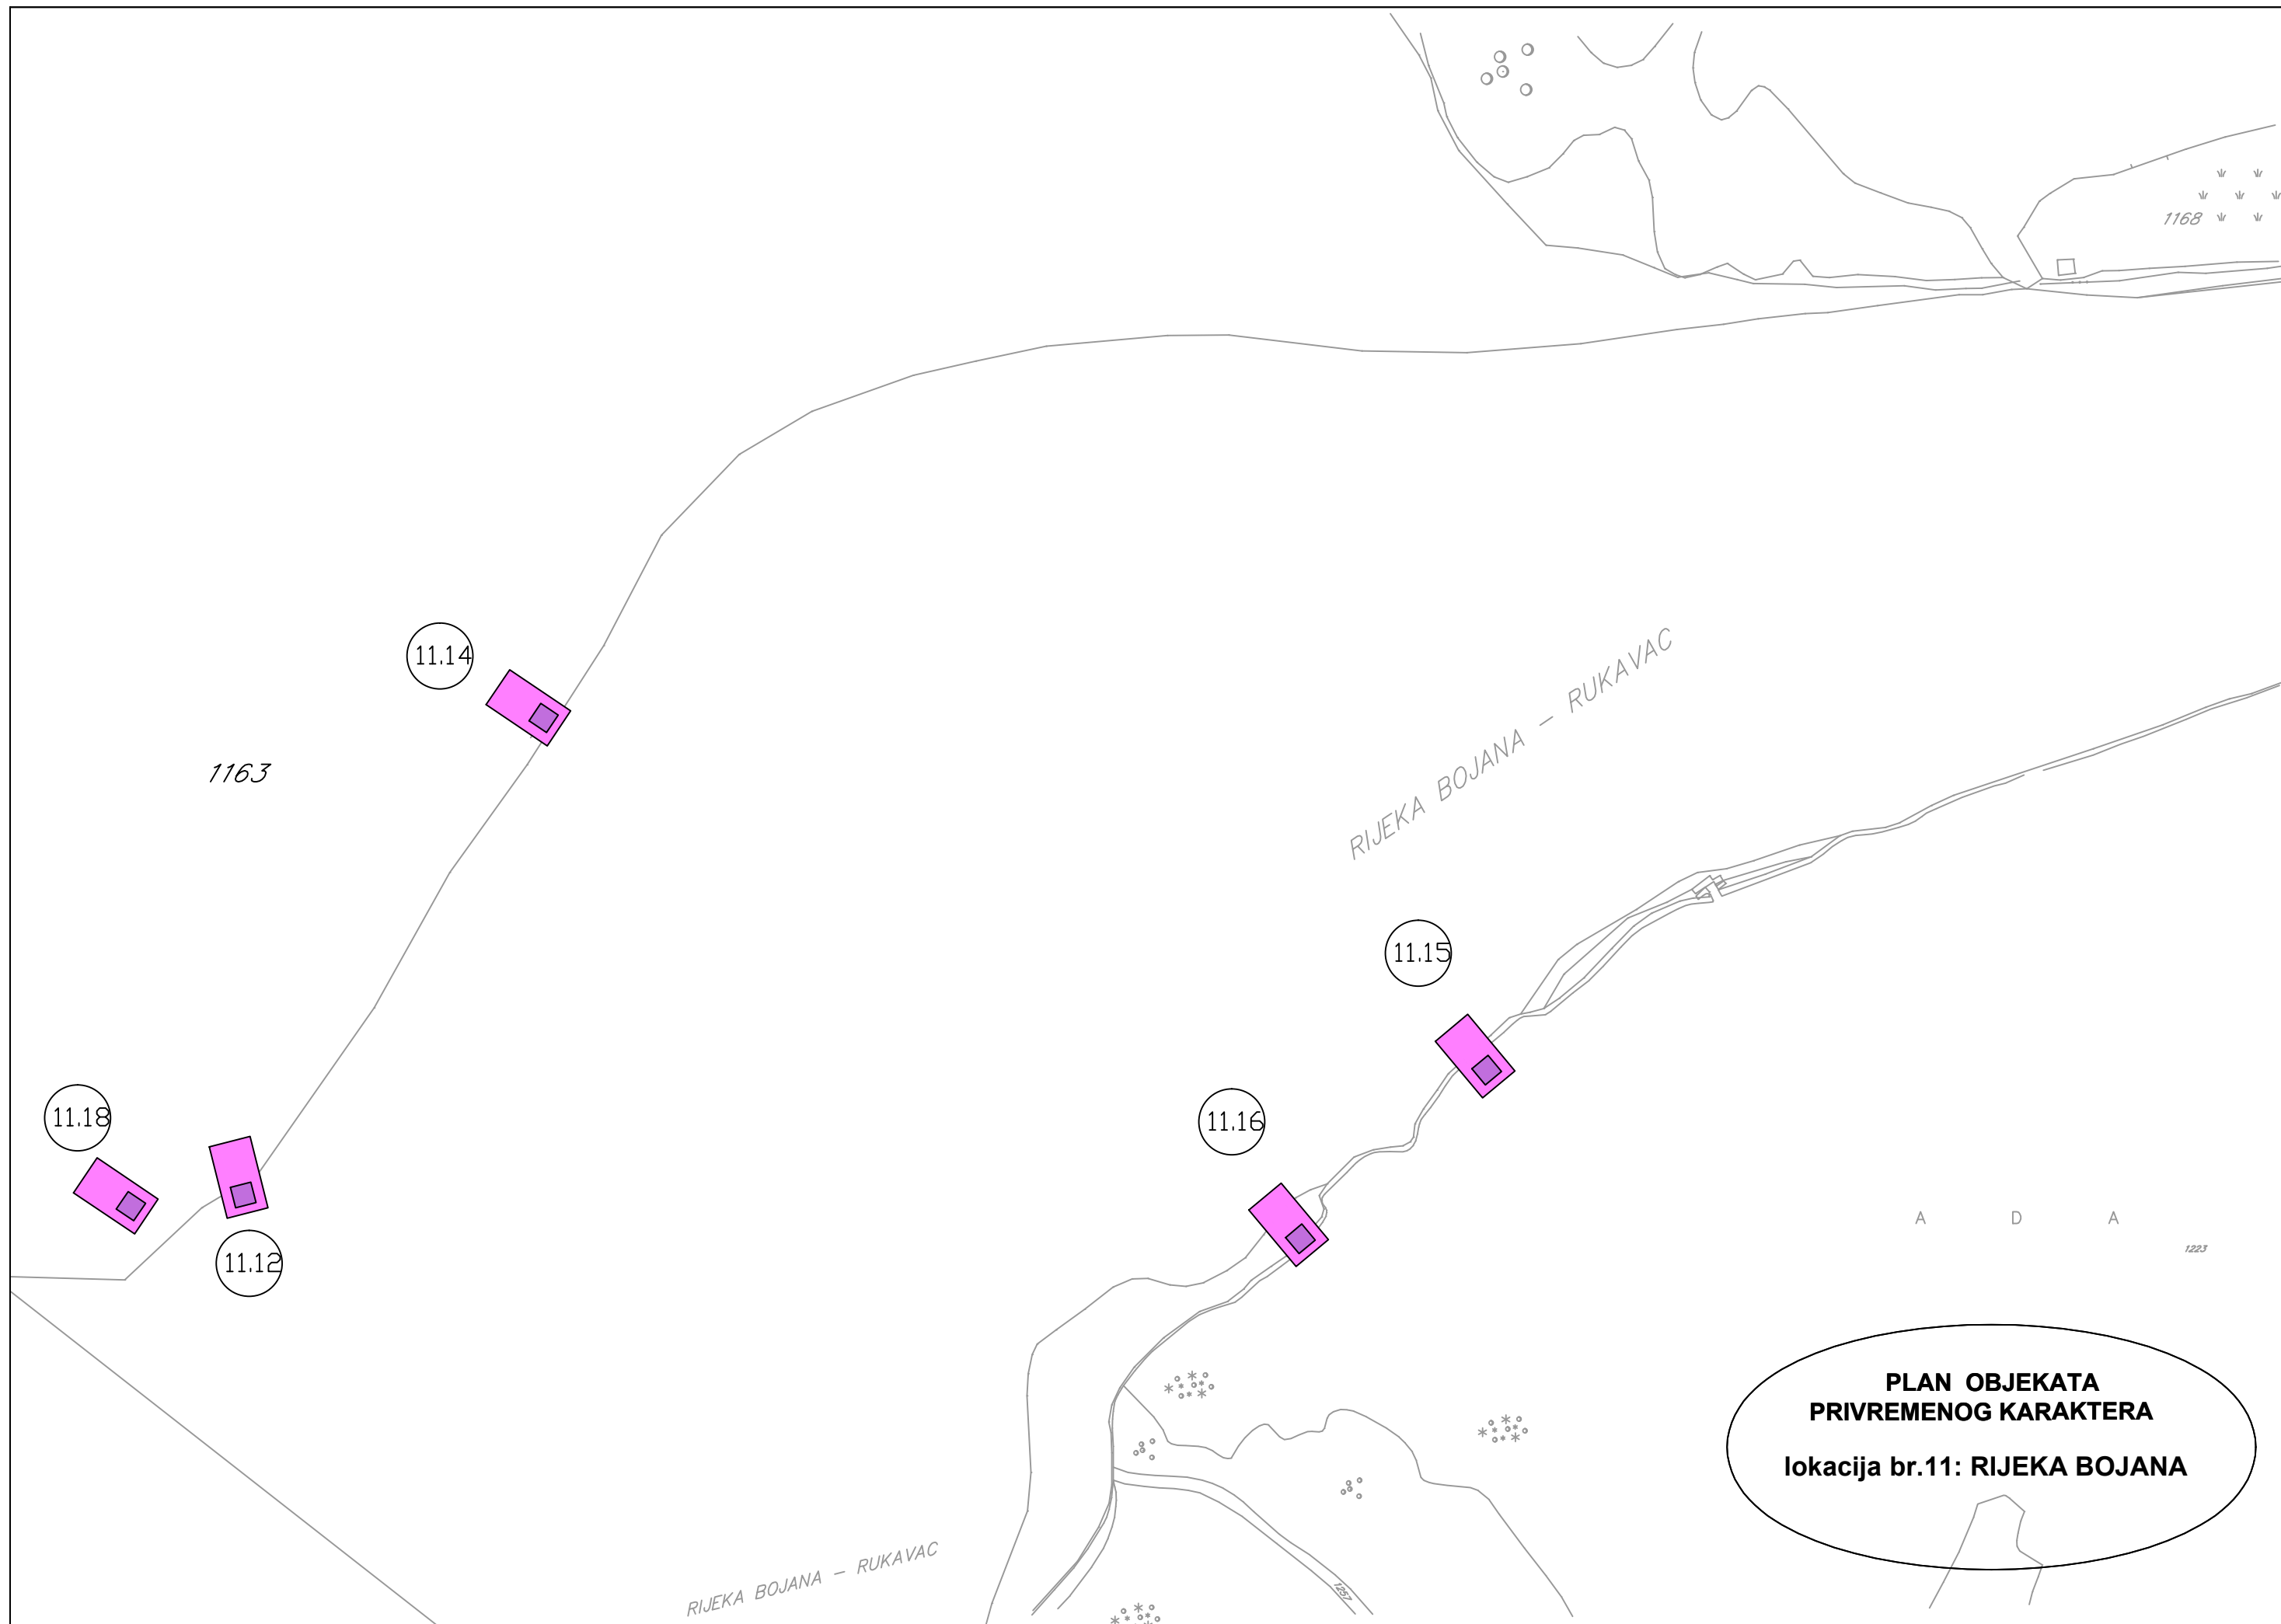 1168
11.14
RIJEKA BOJANA – RUKAVAC
1163
11.15
11.18
11.16
11.12
A D A
1223
PLAN OBJEKATA
PRIVREMENOG KARAKTERA
lokacija br.11: RIJEKA BOJANA
RIJEKA BOJANA – RUKAVAC
1257